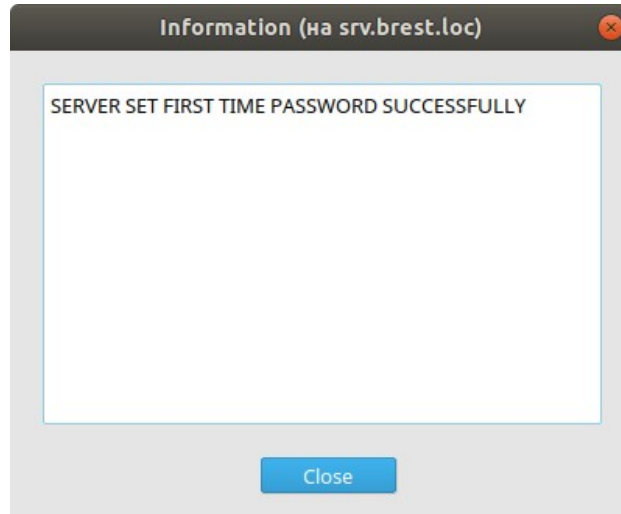 Information (на srv.brest.loc)
SERVER SET FIRST TIME PASSWORD SUCCESSFULLY
Close